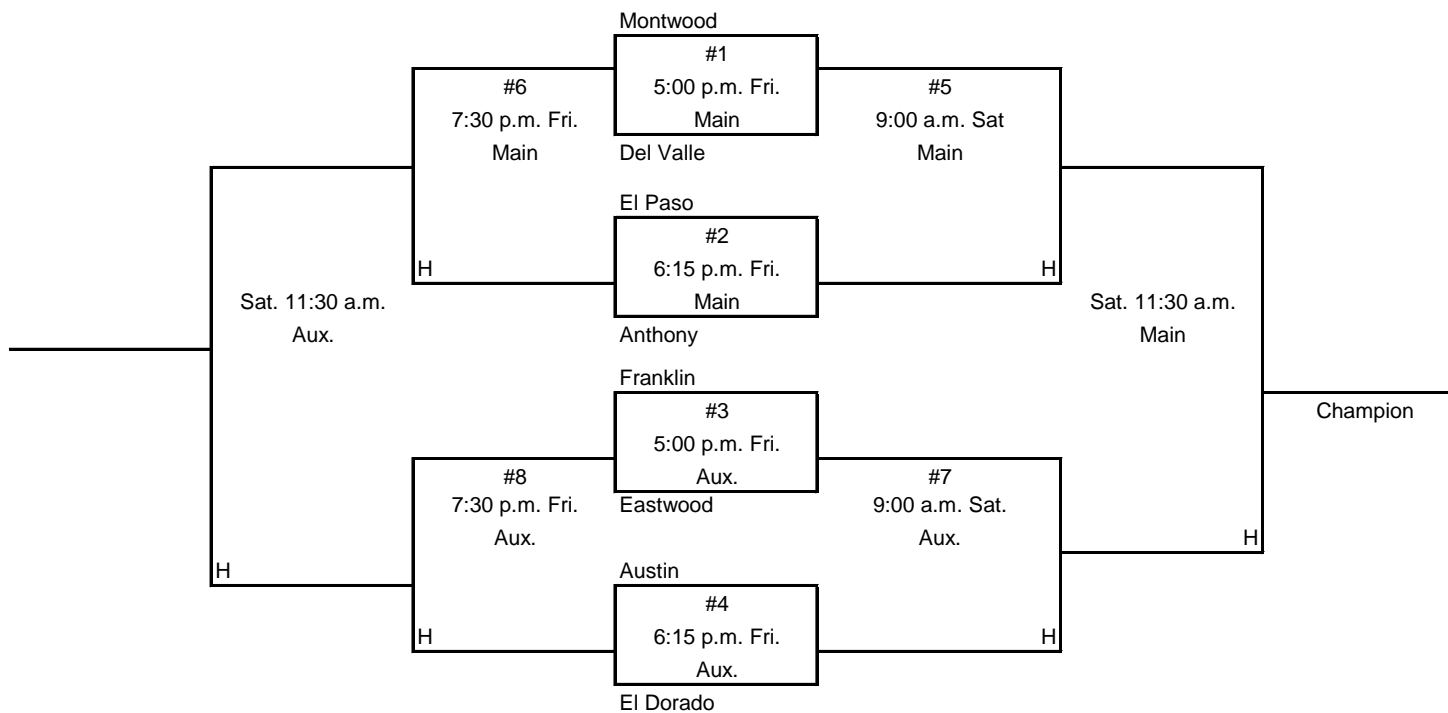 Montwood
#1
5:00 p.m. Fri.
Main
Del Valle
#6
7:30 p.m. Fri.
Main
H
#5
9:00 a.m. Sat
Main
H
El Paso
#2
6:15 p.m. Fri.
Main
Anthony
Sat. 11:30 a.m.
Aux.
H
Sat. 11:30 a.m.
Main
H
Champion
Franklin
#3
5:00 p.m. Fri.
Aux.
Eastwood
#8
7:30 p.m. Fri.
Aux.
H
#7
9:00 a.m. Sat.
Aux.
H
Austin
#4
6:15 p.m. Fri.
Aux.
El Dorado